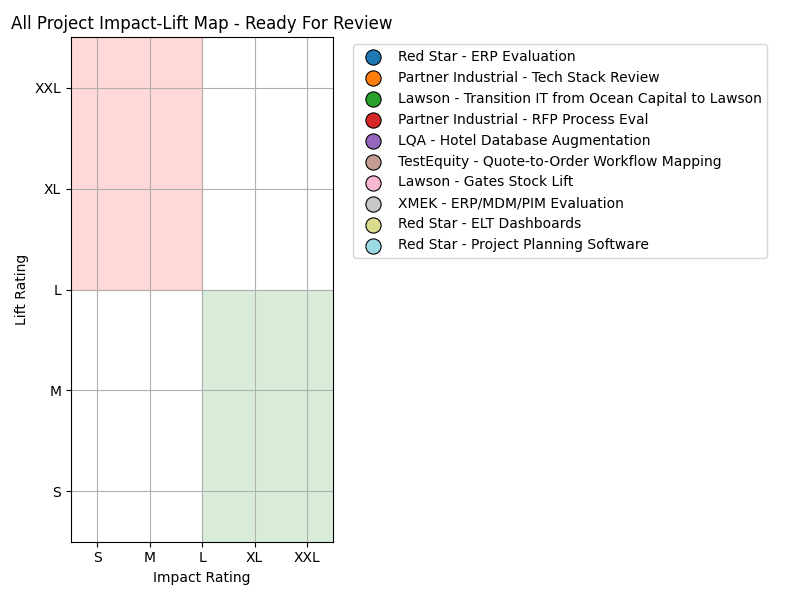 All Project Impact-Lift Map - Ready For Review
Red Star - ERP Evaluation
Partner Industrial - Tech Stack Review
Lawson - Transition IT from Ocean Capital to Lawson
Partner Industrial - RFP Process Eval
LQA - Hotel Database Augmentation
TestEquity - Quote-to-Order Workflow Mapping
Lawson - Gates Stock Lift
XMEK - ERP/MDM/PIM Evaluation
Red Star - ELT Dashboards
Red Star - Project Planning Software
Lift Rating
XXL
XL
L
M
S
S M L XL XXL
Impact Rating